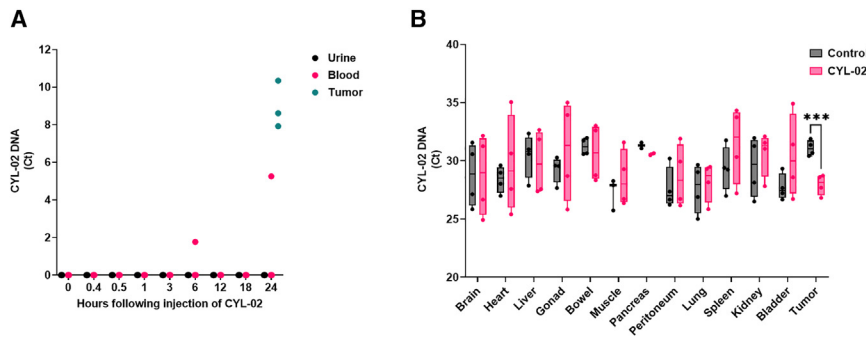 A
CYL-02 DNA
(Ct)
12
10
8
6
4
2
0
0 0.4 0.5 1 3 6 12 18 24
Hours following injection of CYL-02
Urine
Blood
Tumor
B
CYL-02 DNA
(Ct)
40
35
30
25
20
Control
CYL-02
***
Brain
Heart
Liver
Gonad
Bowel
Muscle
Pancreas
Peritoneum
Lung
Spleen
Kidney
Bladder
Tumor